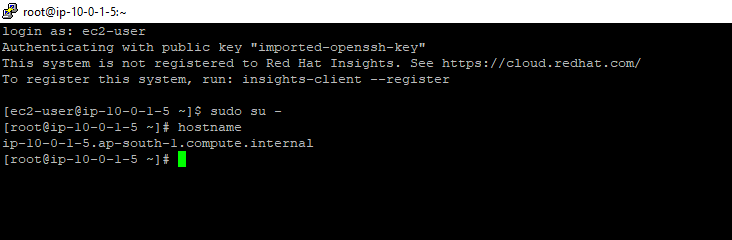 root@ip-10-0-1-5:~
login as: ec2-user
Authenticating with public key "imported-openssh-key"
This system is not registered to Red Hat Insights. See https://cloud.redhat.com/
To register this system, run: insights-client --register
[ec2-user@ip-10-0-1-5 ~]$ sudo su -
[root@ip-10-0-1-5 ~]# hostname
ip-10-0-1-5.ap-south-1.compute.internal
[root@ip-10-0-1-5 ~]#